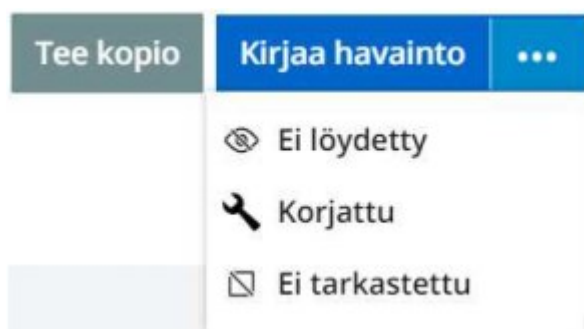 Tee kopio Kirjaa havainto ...
Ei löydetty
Korjattu
Ei tarkastettu